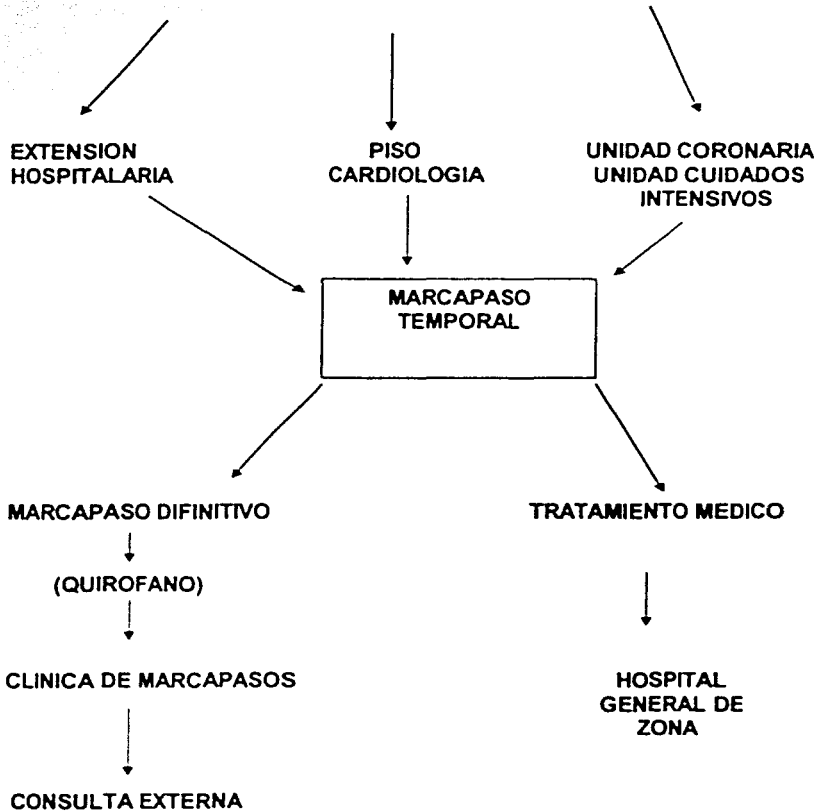 EXTENSION
HOSPITALARIA
PISO
CARDIOLOGIA
UNIDAD CORONARIA
UNIDAD CUIDADOS
INTENSIVOS
MARCAPASO
TEMPORAL
MARCAPASO DIFINITIVO
TRATAMIENTO MEDICO
(QUIROFANO)
CLINICA DE MARCAPASOS
HOSPITAL
GENERAL DE
ZONA
CONSULTA EXTERNA